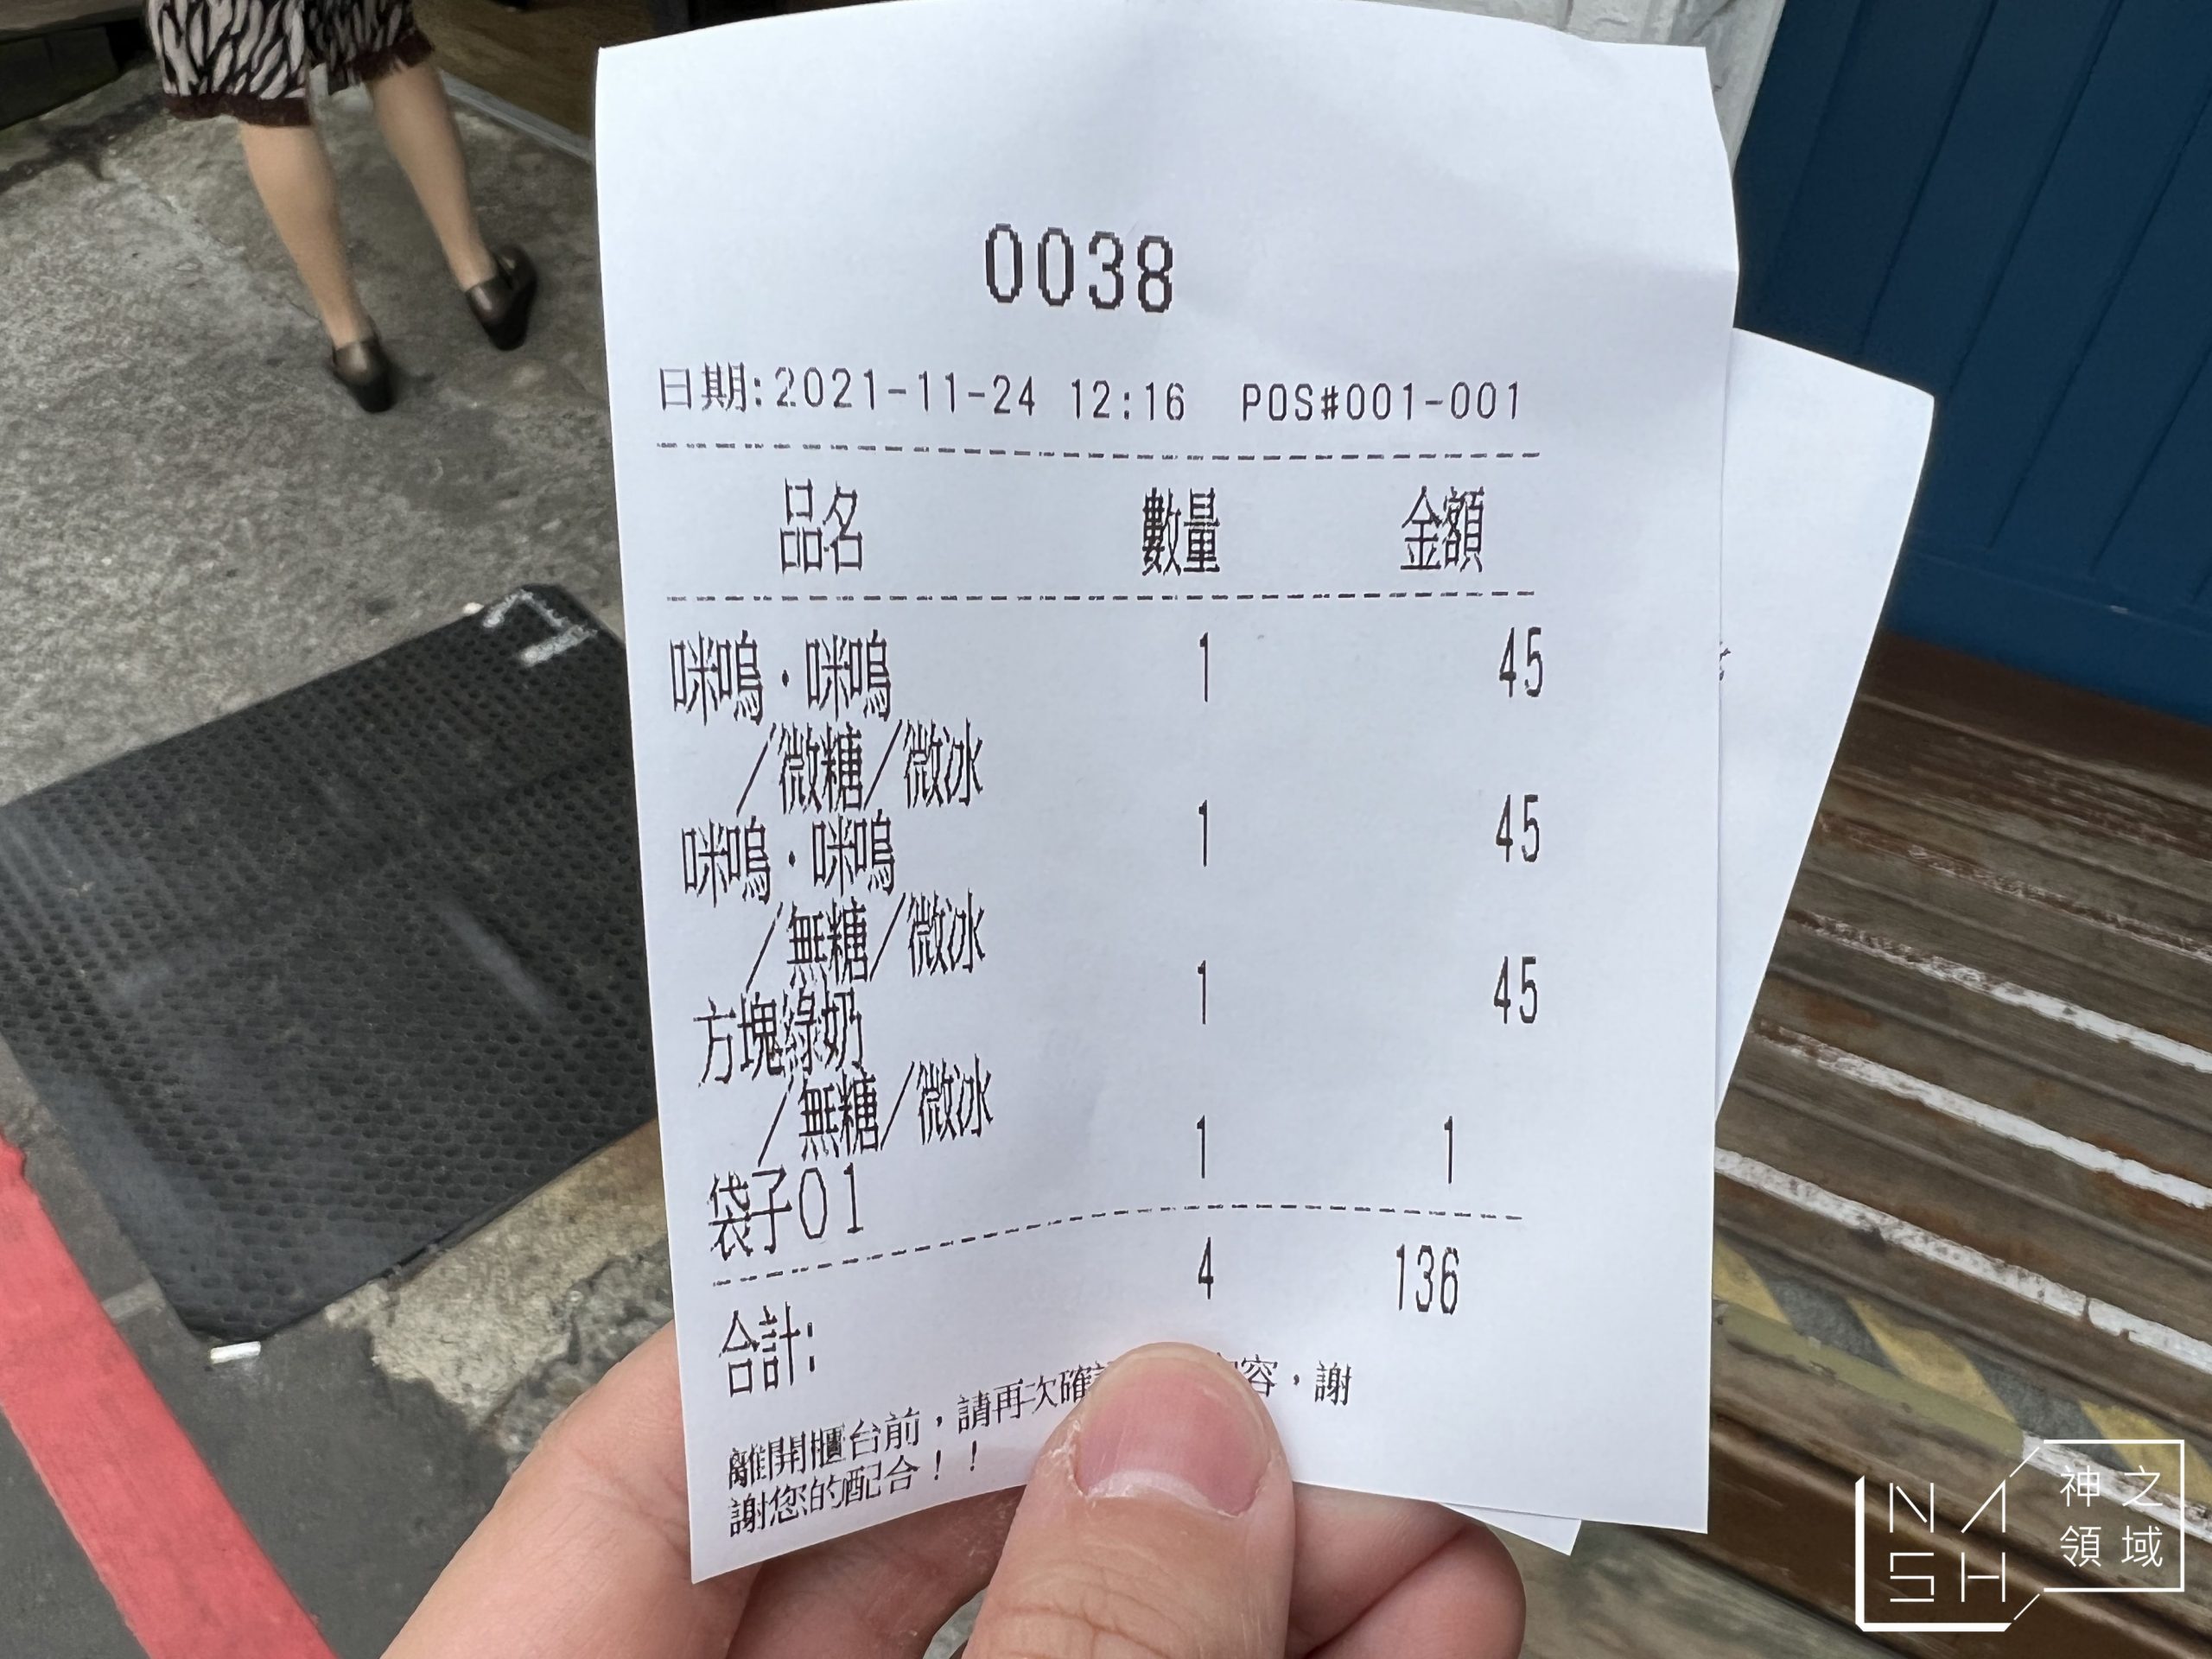 0038
日期:2021-11-24 12:16 POS#001-001
品名 數量 金額
咪嗚·咪嗚 1 45
/微糖/微冰
咪嗚·咪嗚 1 45
/無糖/微冰
方塊綠奶 1 45
/無糖/微冰
袋子01 1 1
合計: 4 136
離開櫃台前，請再次確 容，謝
謝您的配合！！
NASH
神之
領域